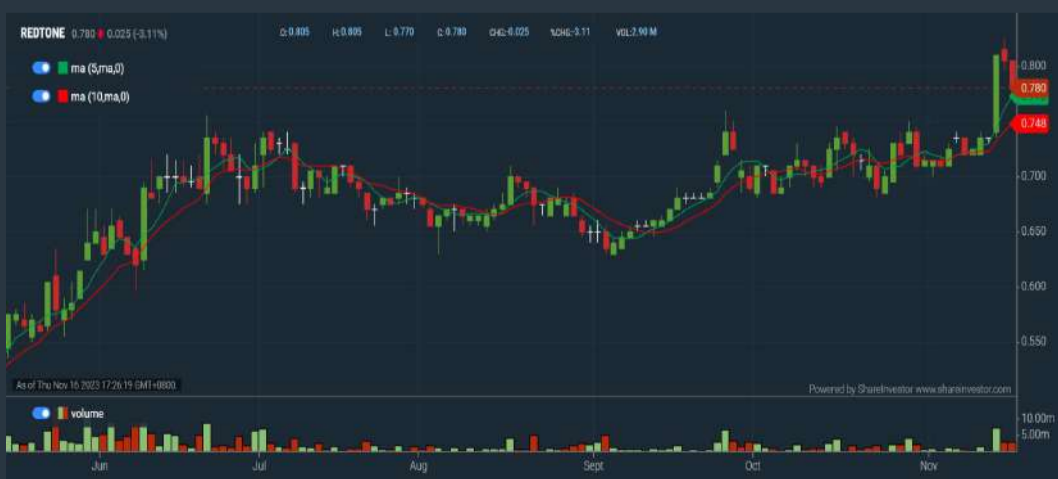 REDTONE 0.780 0.025 (-3.11%) O: 0.805 H: 0.805 L: 0.770 C: 0.780 CHG: -0.025 %CHG: -3.11 VOL: 2.90 M
ma (5,ma,0)
ma (10,ma,0)
0.800
0.780
0.748
0.700
0.650
0.600
0.550
As of Thu Nov 16 2023 17:26:19 GMT+0800
Powered by ShareInvestor www.shareinvestor.com
volume
10.00m
5.00m
Jun Jul Aug Sept Oct Nov